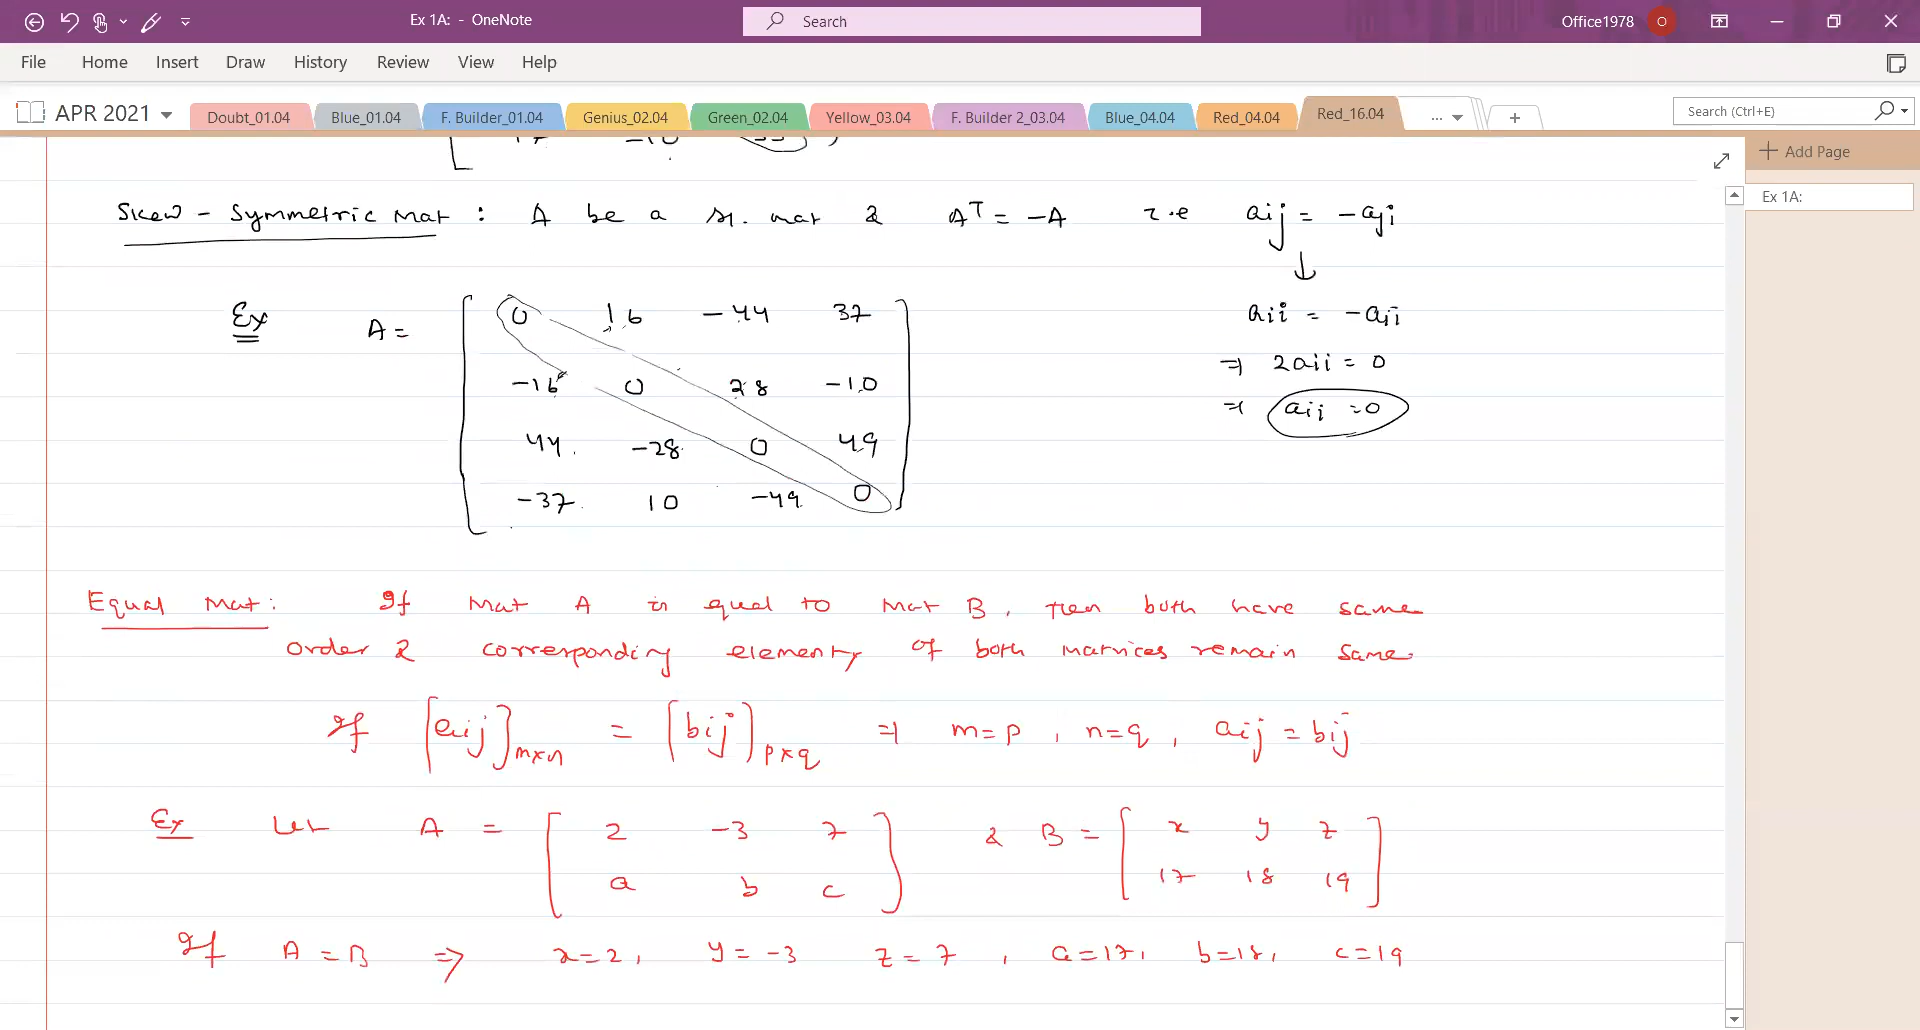 Ex 1A: - OneNote
Search
Office1978 O
File Home Insert Draw History Review View Help
APR 2021 Doubt_01.04 Blue_01.04 F. Builder_01.04 Genius_02.04 Green_02.04 Yellow_03.04 F. Builder 2_03.04 Blue_04.04 Red_04.04 Red_16.04 ... + Search (Ctrl+E)
+ Add Page
Ex 1A:
17 -10
Skew - Symmetric Mat : A be a sq. mat & Aᵀ = -A i.e aij = -aji
↓
Ex A = [ 0 16 -44 37
aii = -aii
-16 0 28 -10
⇒ 2aii = 0
⇒ aii = 0
44 -28 0 49
-37 10 -49 0 ]
Equal Mat: If Mat A is equal to Mat B, then both have same
order & corresponding elements of both matrices remain same
If [aij]m×n = [bij]p×q ⇒ m=p, n=q, aij = bij
Ex Let A = [ 2 -3 7 & B = [ x y z
a b c ] 17 18 19 ]
If A = B ⇒ x=2, y = -3 z = 7, a=17, b=18, c=19